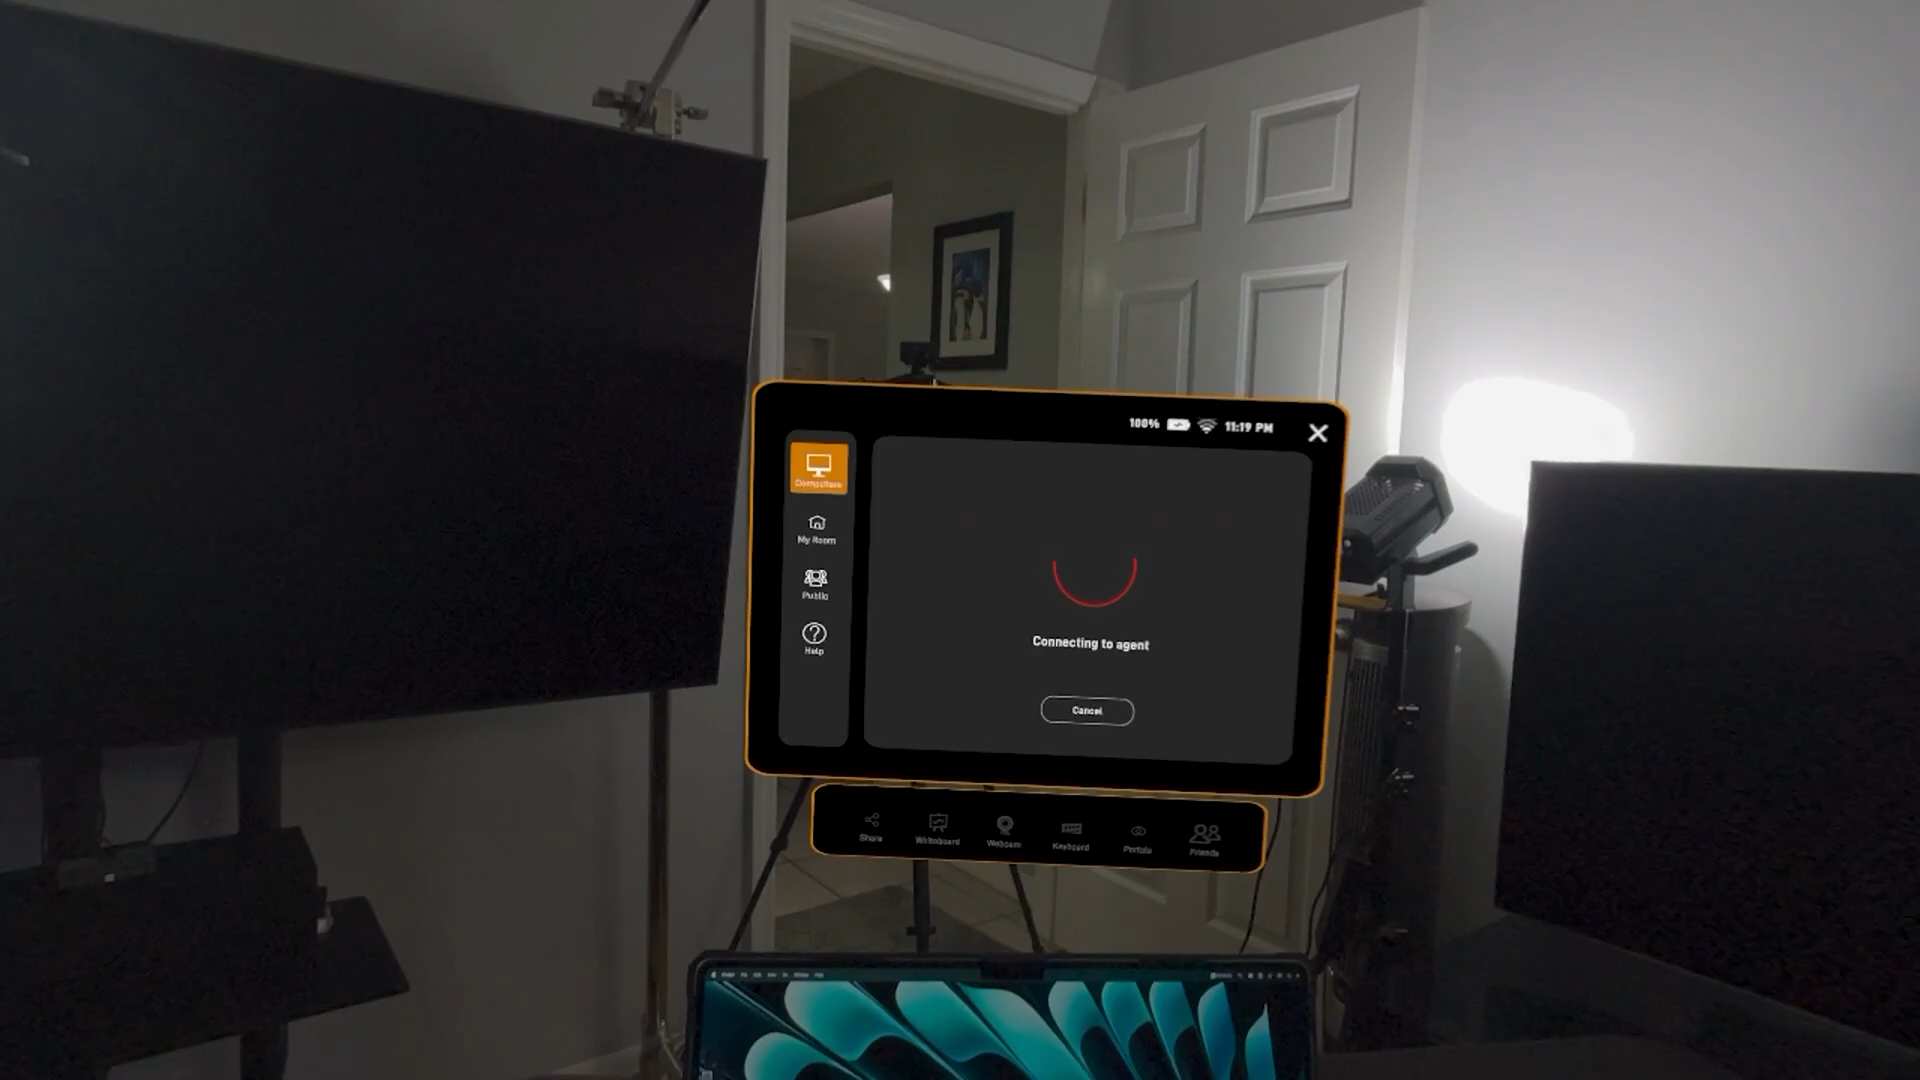 100% 11:19 PM
Computers
My Room
Public
Help
Connecting to agent
Cancel
Share
Whiteboard
Webcam
Keyboard
Portals
Friends